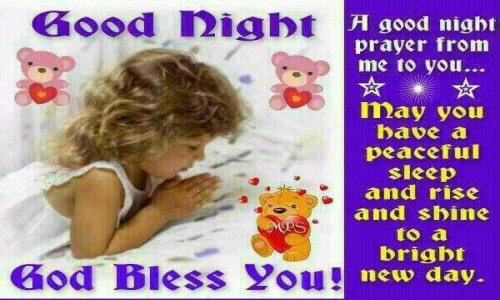 Good Night
God Bless You!
MPS
A good night
prayer from
me to you...
May you
have a
peaceful
sleep
and rise
and shine
to a
bright
new day.